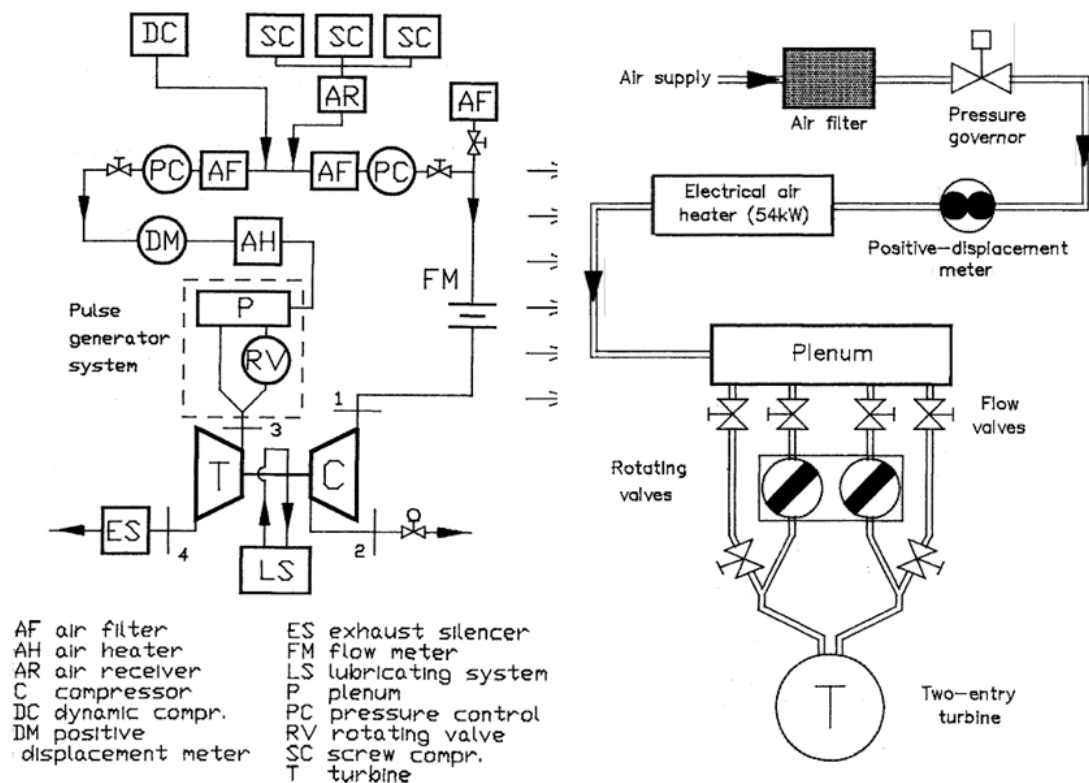 DC
SC
SC
SC
AR
AF
PC
AF
AF
PC
DM
AH
FM
Pulse
generator
system
P
RV
1
3
T
C
ES
4
2
LS
AF air filter
AH air heater
AR air receiver
C compressor
DC dynamic compr.
DM positive
displacement meter
ES exhaust silencer
FM flow meter
LS lubricating system
P plenum
PC pressure control
RV rotating valve
SC screw compr.
T turbine
Air supply
Air filter
Pressure
governor
Electrical air
heater (54kW)
Positive-displacement
meter
Plenum
Flow
valves
Rotating
valves
T
Two-entry
turbine